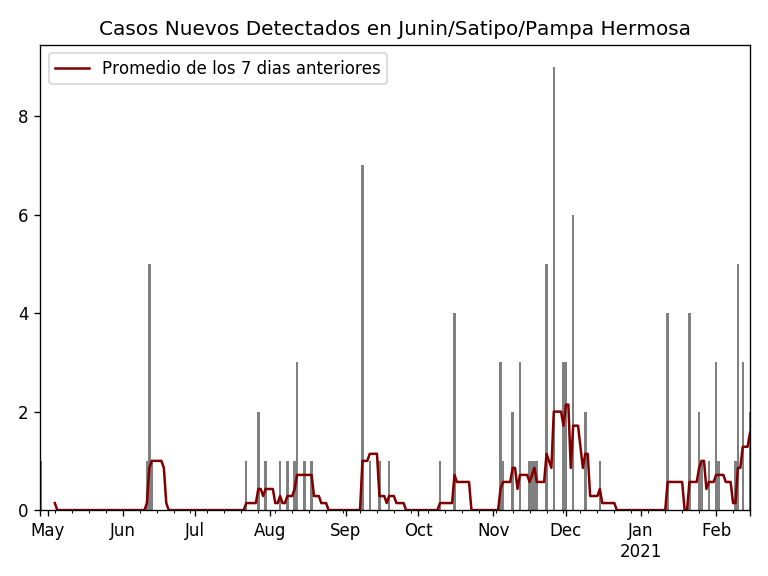 Casos Nuevos Detectados en Junin/Satipo/Pampa Hermosa
Promedio de los 7 dias anteriores
8
6
4
2
0
May Jun Jul Aug Sep Oct Nov Dec Jan Feb
2021